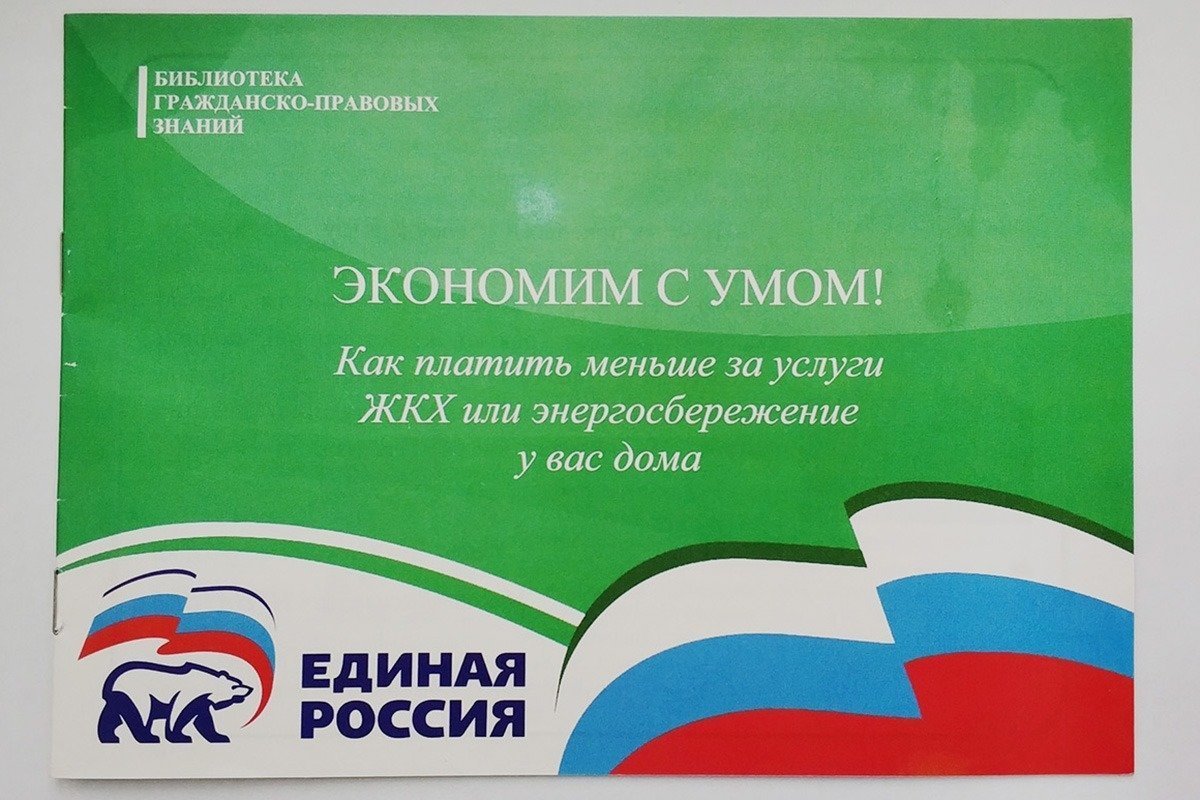 БИБЛИОТЕКА
ГРАЖДАНСКО-ПРАВОВЫХ
ЗНАНИЙ
ЭКОНОМИМ С УМОМ!
Как платить меньше за услуги
ЖКХ или энергосбережение
у вас дома
ЕДИНАЯ
РОССИЯ